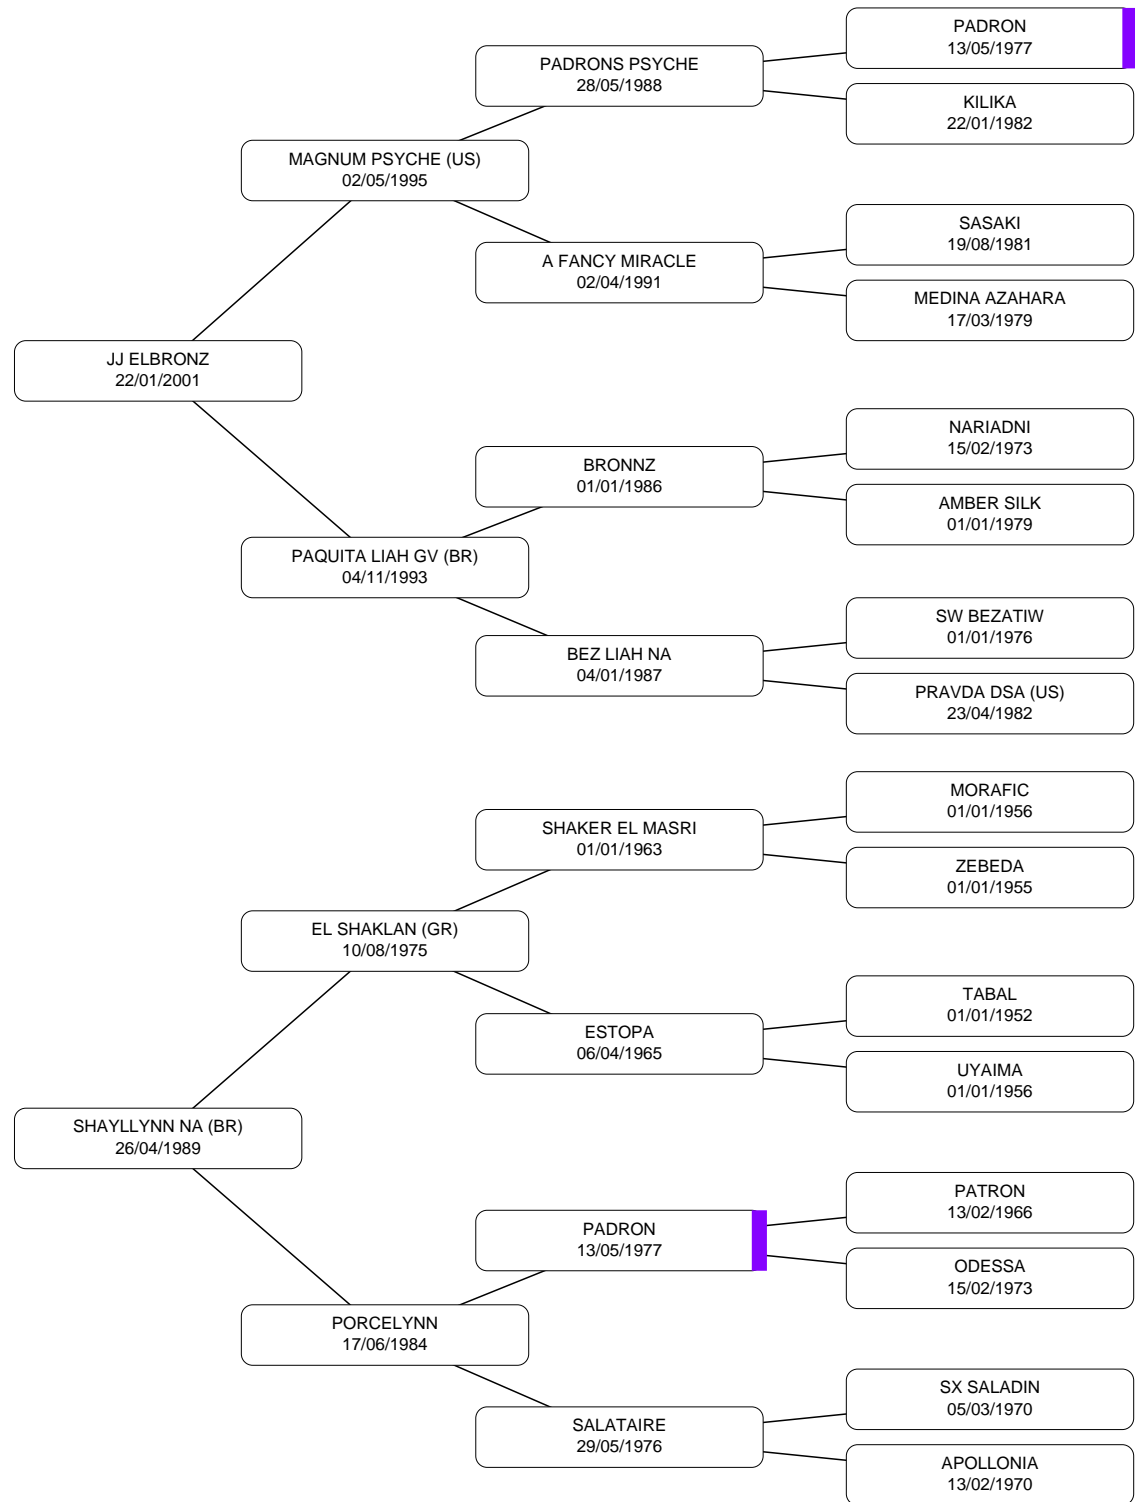 PADRON
13/05/1977
PADRONS PSYCHE
28/05/1988
KILIKA
22/01/1982
MAGNUM PSYCHE (US)
02/05/1995
SASAKI
19/08/1981
A FANCY MIRACLE
02/04/1991
MEDINA AZAHARA
17/03/1979
JJ ELBRONZ
22/01/2001
NARIADNI
15/02/1973
BRONNZ
01/01/1986
AMBER SILK
01/01/1979
PAQUITA LIAH GV (BR)
04/11/1993
SW BEZATIW
01/01/1976
BEZ LIAH NA
04/01/1987
PRAVDA DSA (US)
23/04/1982
MORAFIC
01/01/1956
SHAKER EL MASRI
01/01/1963
ZEBEDA
01/01/1955
EL SHAKLAN (GR)
10/08/1975
TABAL
01/01/1952
ESTOPA
06/04/1965
UYAIMA
01/01/1956
SHAYLLYNN NA (BR)
26/04/1989
PATRON
13/02/1966
PADRON
13/05/1977
ODESSA
15/02/1973
PORCELYNN
17/06/1984
SX SALADIN
05/03/1970
SALATAIRE
29/05/1976
APOLLONIA
13/02/1970